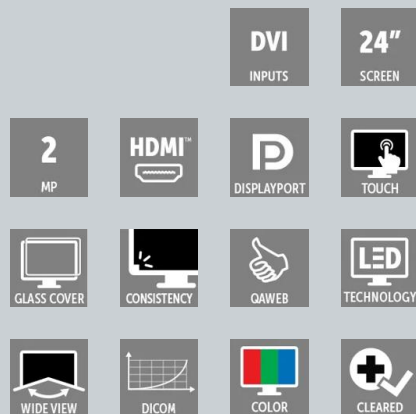 DVI
INPUTS
24"
SCREEN
2
MP
HDMI™
DISPLAYPORT
TOUCH
GLASS COVER
CONSISTENCY
QAWEB
LED
TECHNOLOGY
WIDE VIEW
DICOM
COLOR
CLEARED